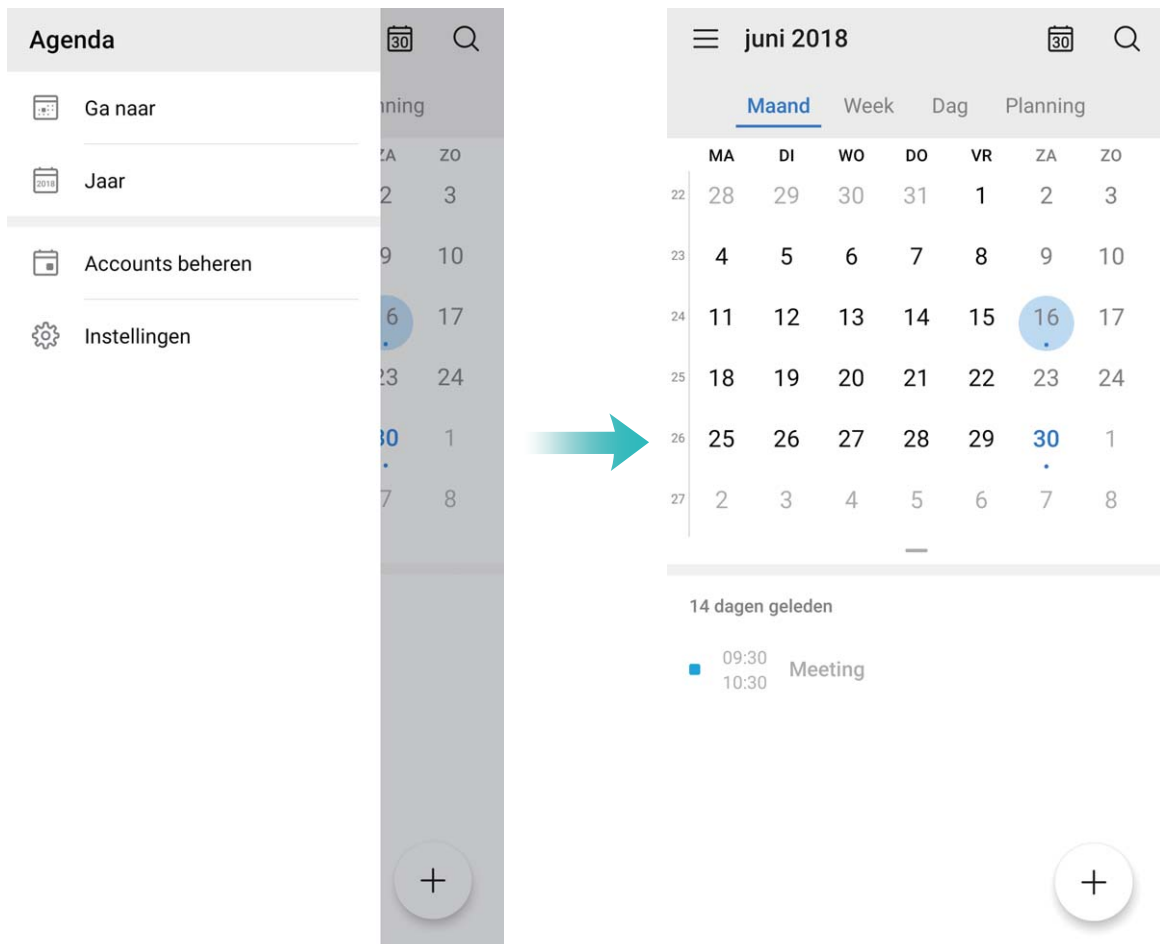 Agenda
30
Ga naar
2018
Jaar
Accounts beheren
Instellingen
ZO
2 3
9 10
6 17
23 24
30 1
7 8
+
juni 2018
30
Maand Week Dag Planning
MA DI WO DO VR ZA ZO
22 28 29 30 31 1 2 3
23 4 5 6 7 8 9 10
24 11 12 13 14 15 16 17
25 18 19 20 21 22 23 24
26 25 26 27 28 29 30 1
27 2 3 4 5 6 7 8
14 dagen geleden
09:30
10:30
Meeting
+